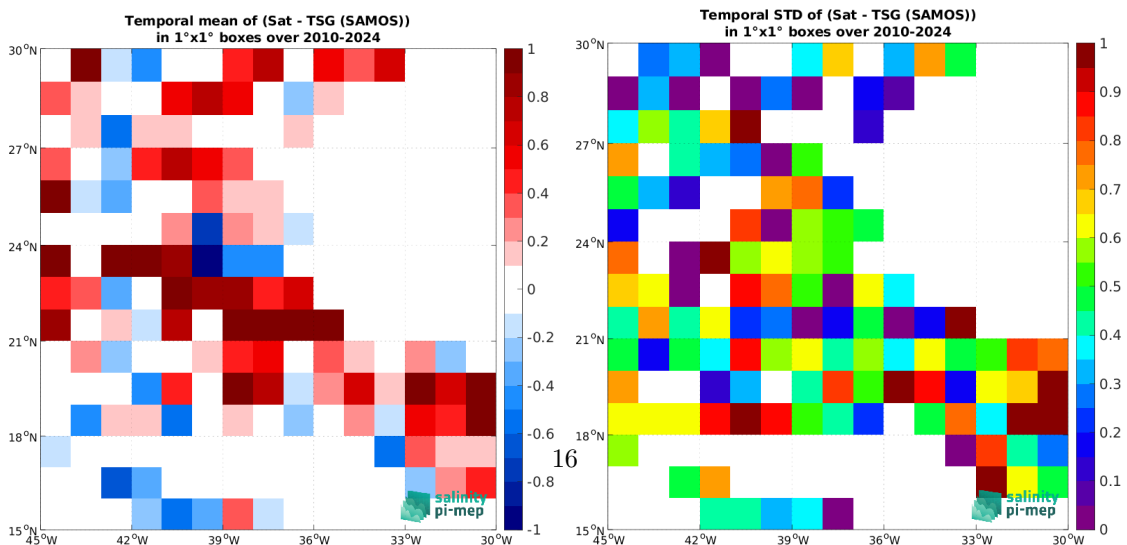 Temporal mean of (Sat - TSG (SAMOS))
in 1°x1° boxes over 2010-2024
30°N
27°N
24°N
21°N
18°N
15°N
45°W
42°W
39°W
36°W
33°W
30°W
1
0.8
0.6
0.4
0.2
0
-0.2
-0.4
-0.6
-0.8
-1
salinity
pi-mep
16
Temporal STD of (Sat - TSG (SAMOS))
in 1°x1° boxes over 2010-2024
30°N
27°N
24°N
21°N
18°N
15°N
45°W
42°W
39°W
36°W
33°W
30°W
1
0.9
0.8
0.7
0.6
0.5
0.4
0.3
0.2
0.1
0
salinity
pi-mep